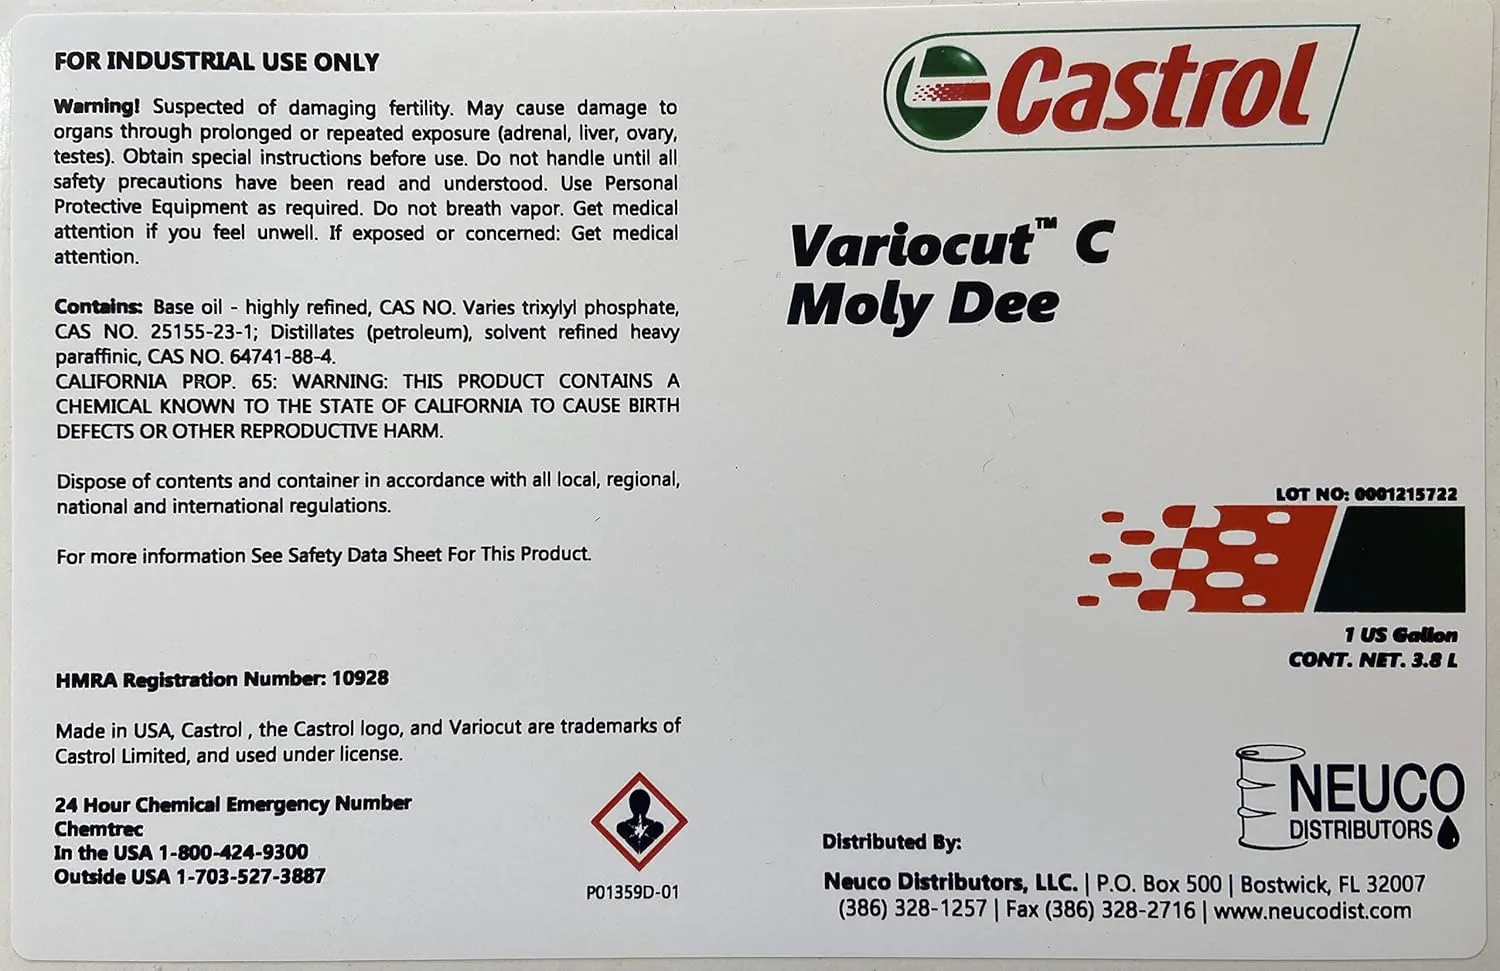 FOR INDUSTRIAL USE ONLY
Warning! Suspected of damaging fertility. May cause damage to
organs through prolonged or repeated exposure (adrenal, liver, ovary,
testes). Obtain special instructions before use. Do not handle until all
safety precautions have been read and understood. Use Personal
Protective Equipment as required. Do not breath vapor. Get medical
attention if you feel unwell. If exposed or concerned: Get medical
attention.
Contains: Base oil - highly refined, CAS NO. Varies trixylyl phosphate,
CAS NO. 25155-23-1; Distillates (petroleum), solvent refined heavy
paraffinic, CAS NO. 64741-88-4.
CALIFORNIA PROP. 65: WARNING: THIS PRODUCT CONTAINS A
CHEMICAL KNOWN TO THE STATE OF CALIFORNIA TO CAUSE BIRTH
DEFECTS OR OTHER REPRODUCTIVE HARM.
Dispose of contents and container in accordance with all local, regional,
national and international regulations.
For more information See Safety Data Sheet For This Product.
HMRA Registration Number: 10928
Made in USA, Castrol , the Castrol logo, and Variocut are trademarks of
Castrol Limited, and used under license.
24 Hour Chemical Emergency Number
Chemtrec
In the USA 1-800-424-9300
Outside USA 1-703-527-3887
P01359D-01
Castrol
Variocut™ C
Moly Dee
LOT NO: 0001215722
1 US Gallon
CONT. NET. 3.8 L
NEUCO
DISTRIBUTORS
Distributed By:
Neuco Distributors, LLC. | P.O. Box 500 | Bostwick, FL 32007
(386) 328-1257 | Fax (386) 328-2716 | www.neucodist.com